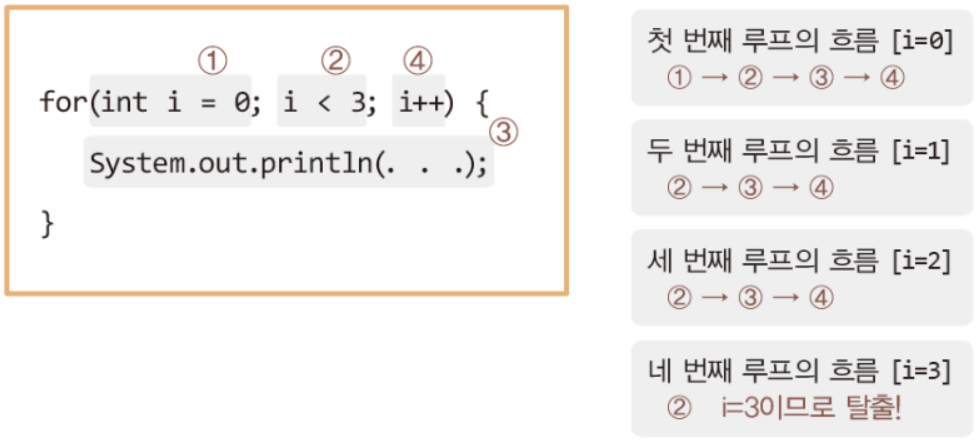 ① ② ④
for(int i = 0; i < 3; i++) {
③
System.out.println(. . .);
}
첫 번째 루프의 흐름 [i=0]
① → ② → ③ → ④
두 번째 루프의 흐름 [i=1]
② → ③ → ④
세 번째 루프의 흐름 [i=2]
② → ③ → ④
네 번째 루프의 흐름 [i=3]
② i=3이므로 탈출!